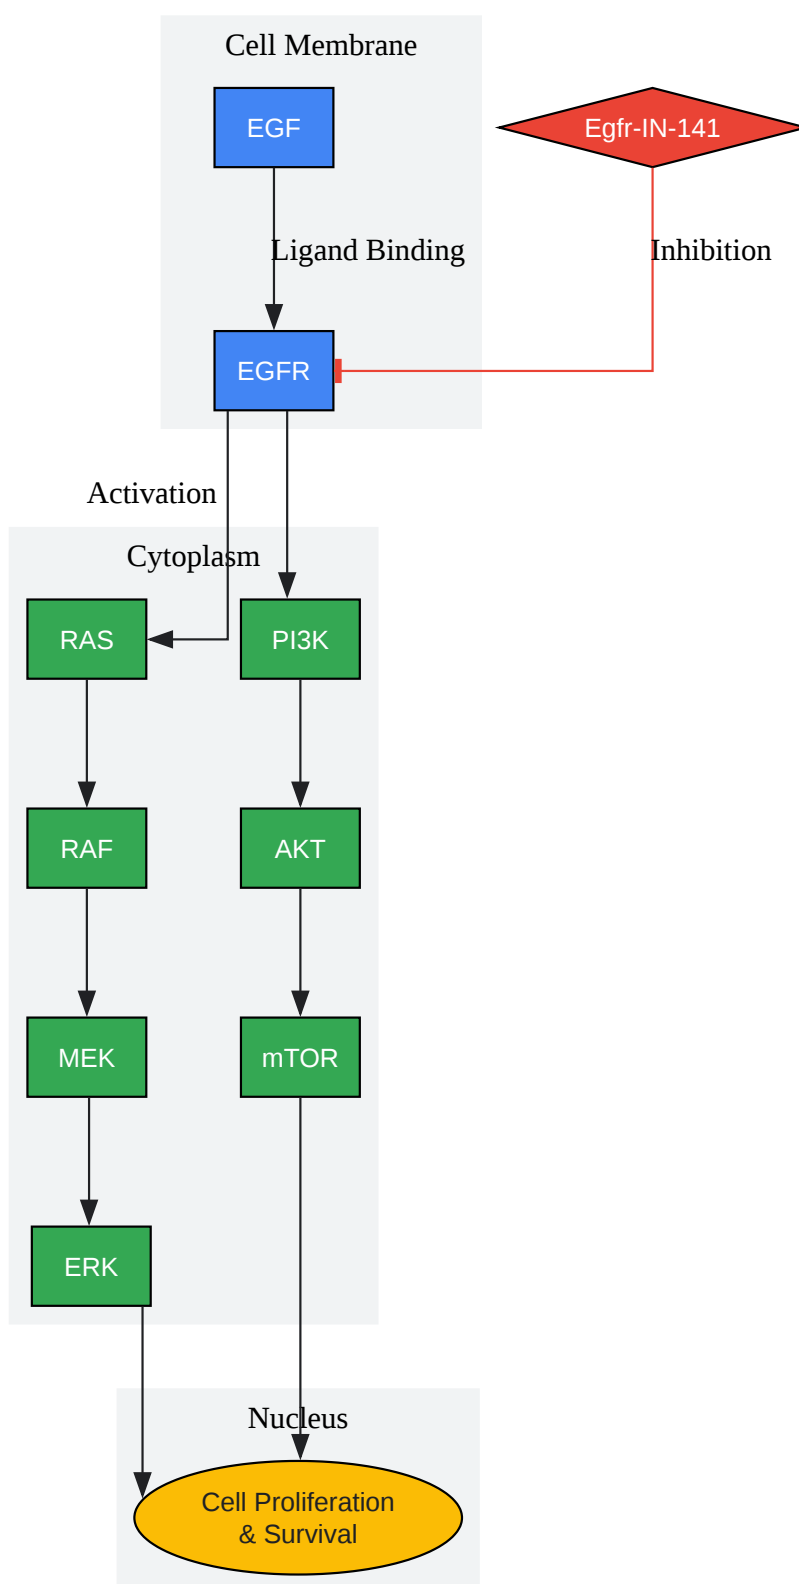 Cell Membrane
EGF
Egfr-IN-141
Ligand Binding
Inhibition
EGFR
Activation
Cytoplasm
RAS
PI3K
RAF
AKT
MEK
mTOR
ERK
Nucleus
Cell Proliferation
& Survival